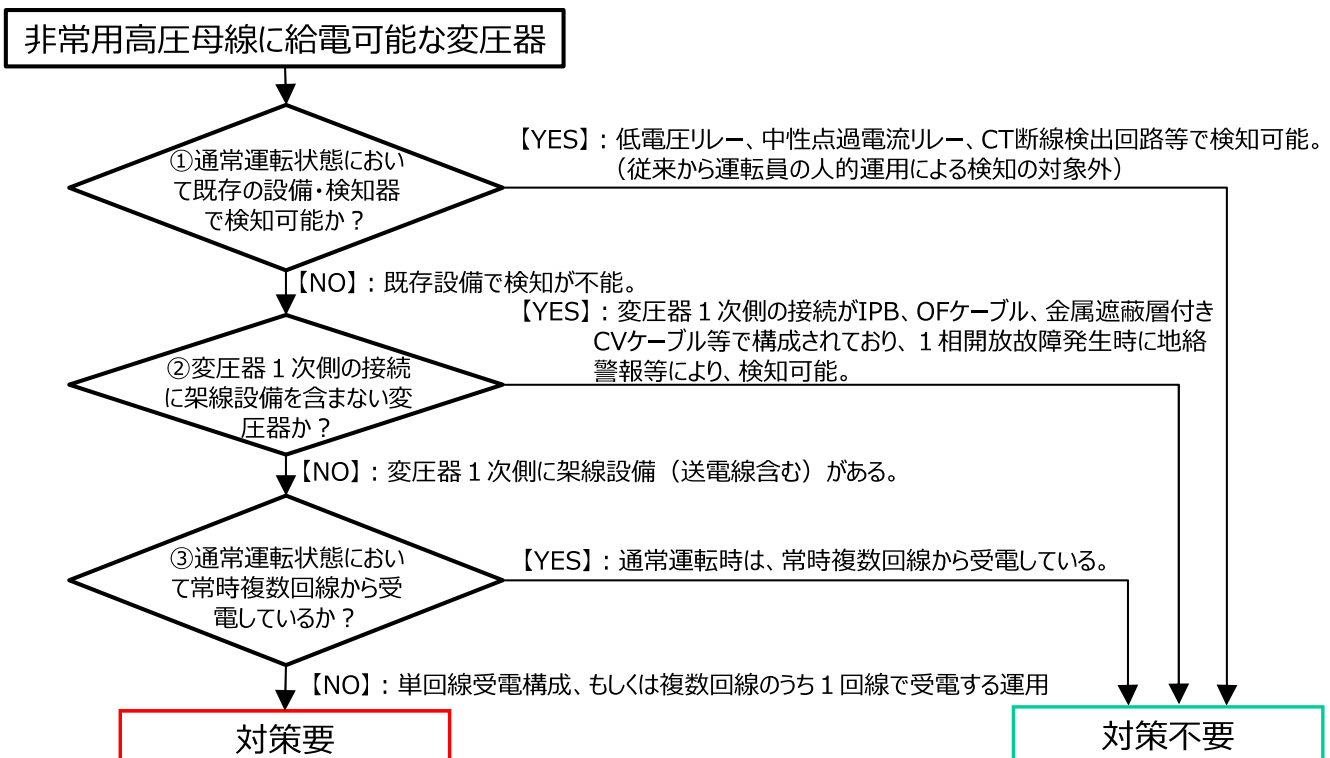 非常用高圧母線に給電可能な変圧器
①通常運転状態におい
て既存の設備・検知器
で検知可能か？
【YES】：低電圧リレー、中性点過電流リレー、CT断線検出回路等で検知可能。
（従来から運転員の人的運用による検知の対象外）
【NO】：既存設備で検知が不能。
②変圧器１次側の接続
に架線設備を含まない変
圧器か？
【YES】：変圧器１次側の接続がIPB、OFケーブル、金属遮蔽層付き
CVケーブル等で構成されており、１相開放故障発生時に地絡
警報等により、検知可能。
【NO】：変圧器１次側に架線設備（送電線含む）がある。
③通常運転状態におい
て常時複数回線から受
電しているか？
【YES】：通常運転時は、常時複数回線から受電している。
【NO】：単回線受電構成、もしくは複数回線のうち１回線で受電する運用
対策要
対策不要